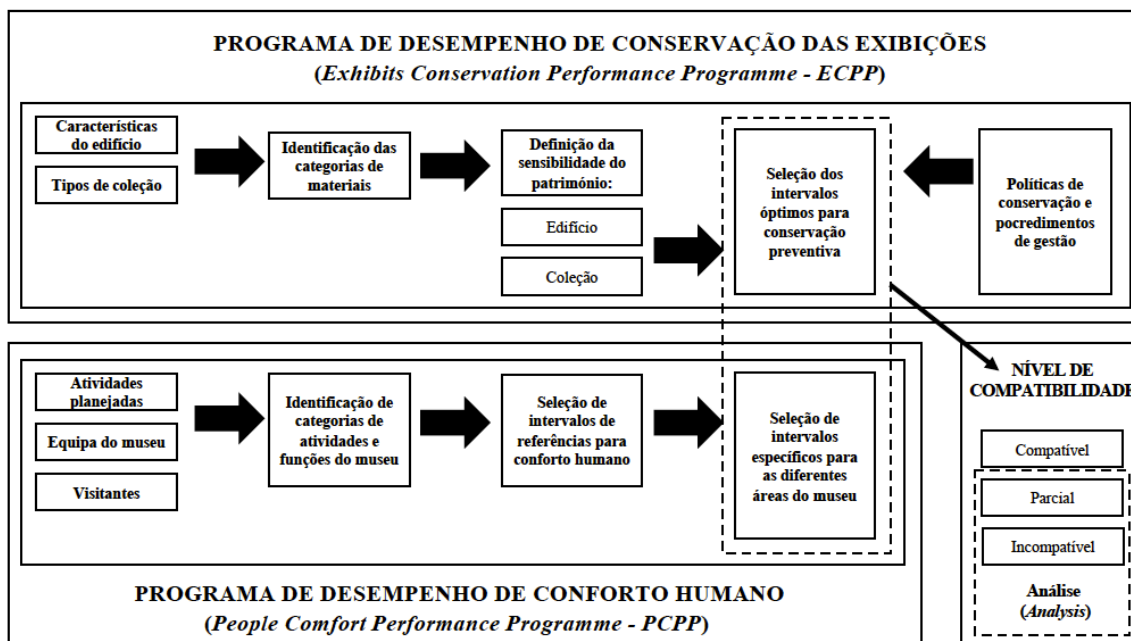 PROGRAMA DE DESEMPENHO DE CONSERVAÇÃO DAS EXIBIÇÕES
(Exhibits Conservation Performance Programme - ECPP)
Características
do edifício
Tipos de coleção
Identificação das
categorias de
materiais
Definição da
sensibilidade do
património:
Edifício
Coleção
Seleção dos
intervalos
óptimos para
conservação
preventiva
Políticas de
conservação e
pocredimentos
de gestão
Atividades
planejadas
Equipa do museu
Visitantes
Identificação de
categorias de
atividades e
funções do museu
Seleção de
intervalos de
referências para
conforto humano
Seleção de
intervalos
específicos para
as diferentes
áreas do museu
PROGRAMA DE DESEMPENHO DE CONFORTO HUMANO
(People Comfort Performance Programme - PCPP)
NÍVEL DE
COMPATIBILIDADE
Compatível
Parcial
Incompatível
Análise
(Analysis)